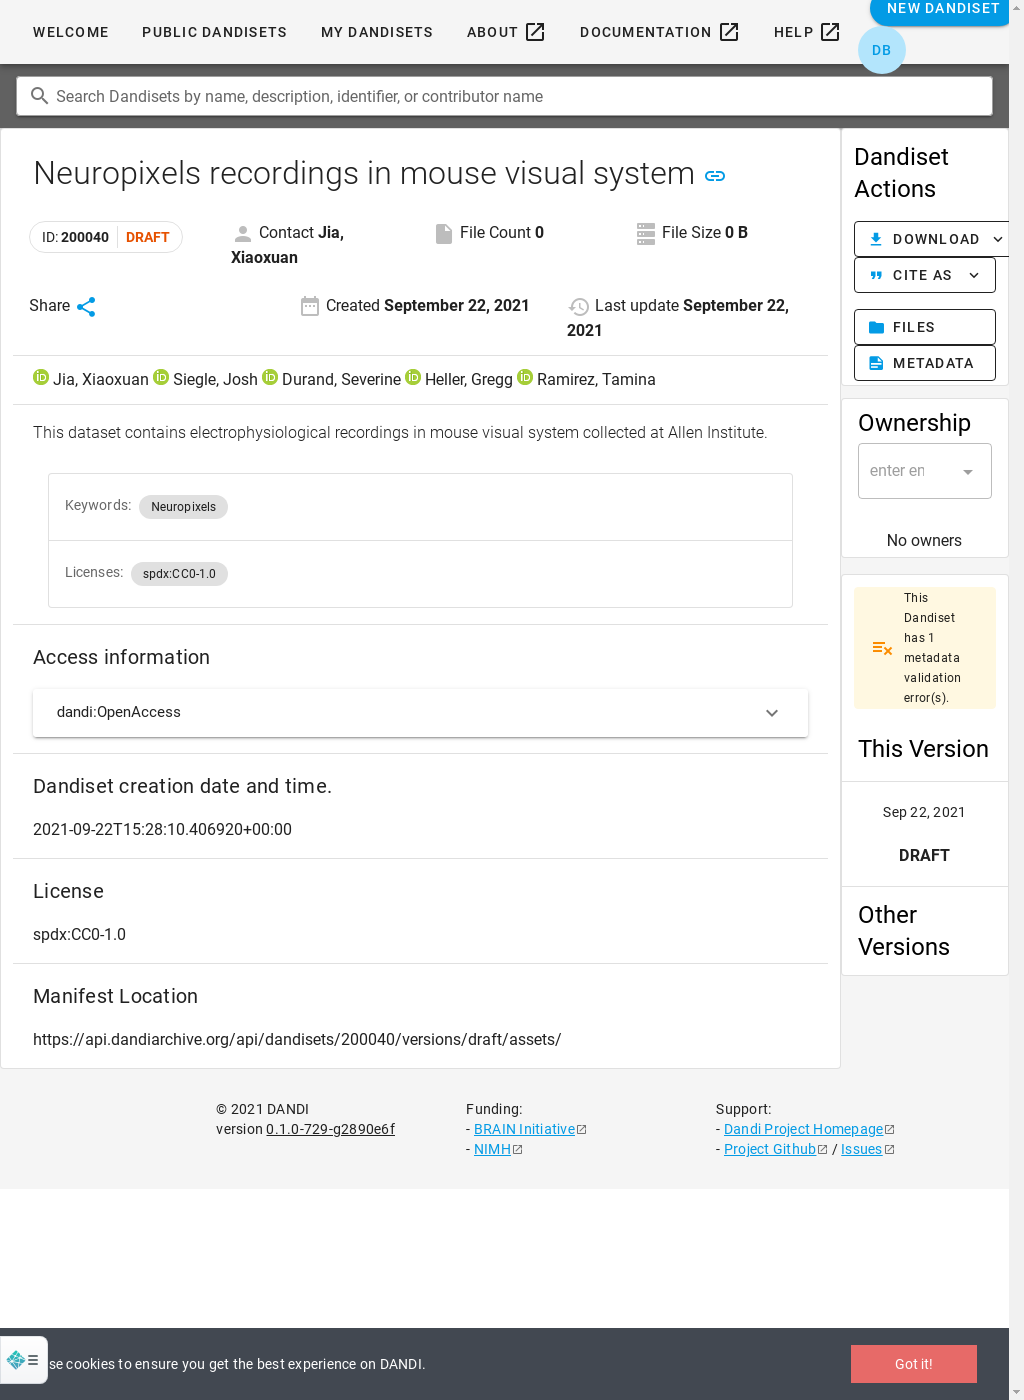 WELCOME PUBLIC DANDISETS MY DANDISETS ABOUT DOCUMENTATION HELP NEW DANDISET
DB
Search Dandisets by name, description, identifier, or contributor name
Neuropixels recordings in mouse visual system
ID: 200040 DRAFT
Contact Jia, Xiaoxuan
File Count 0
File Size 0 B
Share
Created September 22, 2021
Last update September 22, 2021
Jia, Xiaoxuan Siegle, Josh Durand, Severine Heller, Gregg Ramirez, Tamina
This dataset contains electrophysiological recordings in mouse visual system collected at Allen Institute.
Keywords: Neuropixels
Licenses: spdx:CC0-1.0
Access information
dandi:OpenAccess
Dandiset creation date and time.
2021-09-22T15:28:10.406920+00:00
License
spdx:CC0-1.0
Manifest Location
https://api.dandiarchive.org/api/dandisets/200040/versions/draft/assets/
Dandiset
Actions
DOWNLOAD
CITE AS
FILES
METADATA
Ownership
enter en
No owners
This
Dandiset
has 1
metadata
validation
error(s).
This Version
Sep 22, 2021
DRAFT
Other
Versions
© 2021 DANDI
version 0.1.0-729-g2890e6f
Funding:
- BRAIN Initiative
- NIMH
Support:
- Dandi Project Homepage
- Project Github / Issues
se cookies to ensure you get the best experience on DANDI.
Got it!